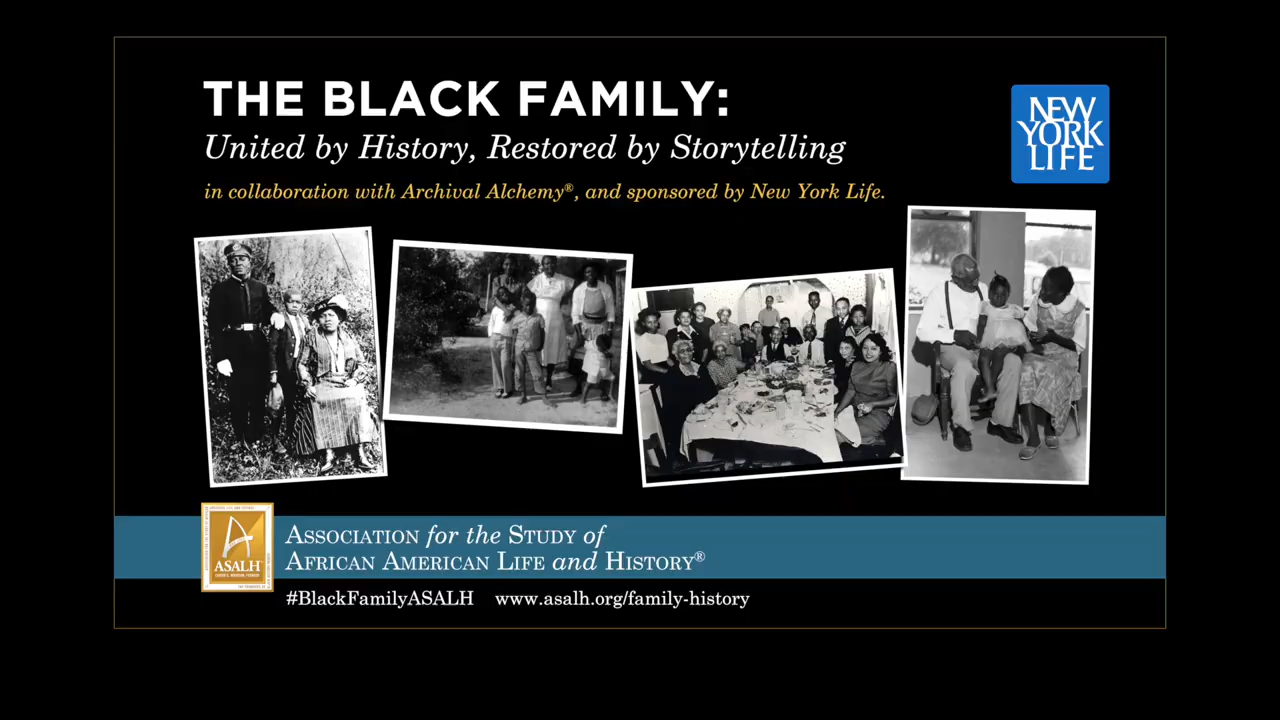 THE BLACK FAMILY:
United by History, Restored by Storytelling
in collaboration with Archival Alchemy®, and sponsored by New York Life.
NEW
YORK
LIFE
ASSOCIATION for the STUDY of
AFRICAN AMERICAN LIFE and HISTORY®
ASALH
#BlackFamilyASALH www.asalh.org/family-history